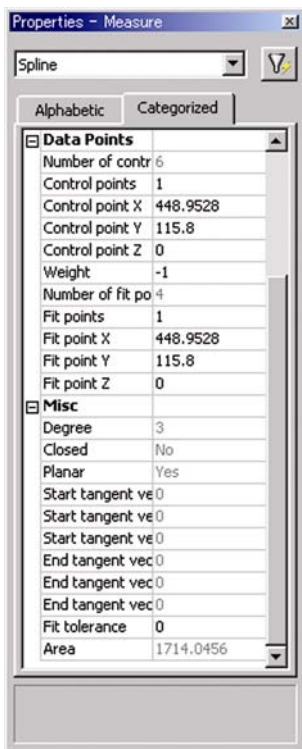 Properties - Measure
Spline
Alphabetic Categorized
Data Points
Number of contr 6
Control points 1
Control point X 448.9528
Control point Y 115.8
Control point Z 0
Weight -1
Number of fit po 4
Fit points 1
Fit point X 448.9528
Fit point Y 115.8
Fit point Z 0
Misc
Degree 3
Closed No
Planar Yes
Start tangent ve 0
Start tangent ve 0
Start tangent ve 0
End tangent vec 0
End tangent vec 0
End tangent vec 0
Fit tolerance 0
Area 1714.0456